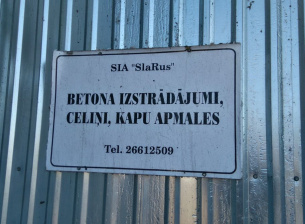 SIA "SlaRus"
BETONA IZSTRĀDĀJUMI,
CELIŅI, KAPU APMALES
Tel. 26612509